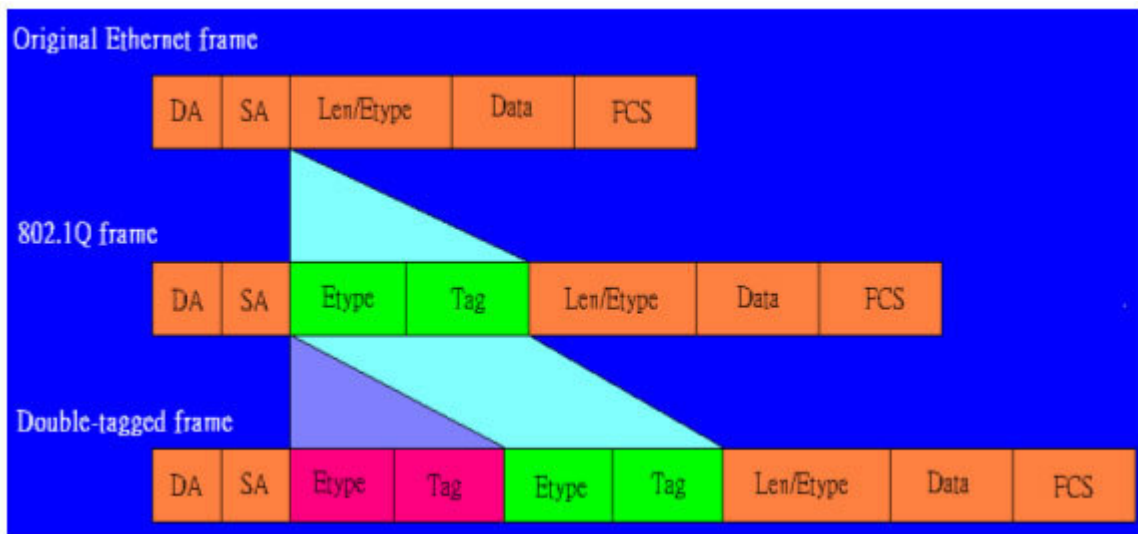 Original Ethernet frame
DA SA Len/Etype Data FCS
802.1Q frame
DA SA Etype Tag Len/Etype Data FCS
Double-tagged frame
DA SA Etype Tag Etype Tag Len/Etype Data FCS